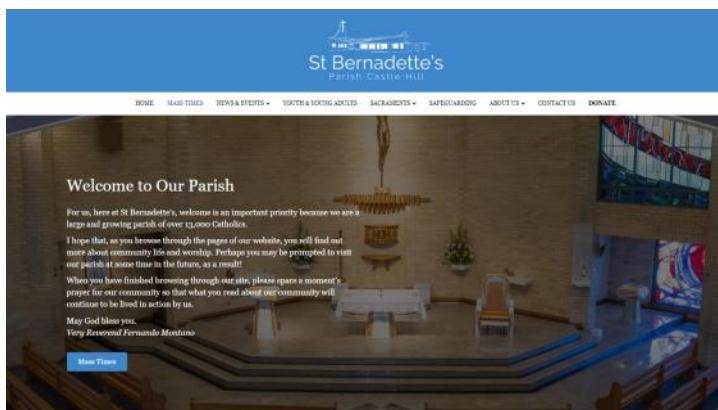 St Bernadette's
Parish Castle Hill
HOME MASS TIMES NEWS & EVENTS YOUTH & YOUNG ADULTS SACRAMENTS SAFEGUARDING ABOUT US CONTACT US DONATE
Welcome to Our Parish
For us, here at St Bernadette's, welcome is an important priority because we are a
large and growing parish of over 13,000 Catholics.
I hope that, as you browse through the pages of our website, you will find out
more about community life and worship. Perhaps you may be prompted to visit
our parish at some time in the future, as a result!
When you have finished browsing through our site, please spare a moment's
prayer for our community so that what you read about our community will
continue to be lived in action by us.
May God bless you.
Very Reverend Fernando Montano
Mass Times